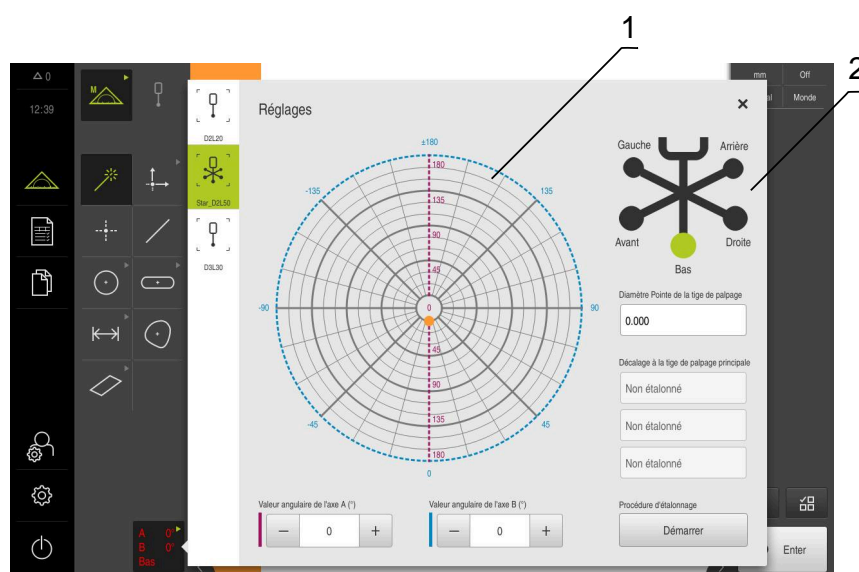 1
2
△ 0
12:39
M
D2L20
Star_D2L50
D3L30
Réglages
±180
180
-135
135
135
90
45
-90
0
90
45
90
-45
135
45
180
0
Gauche
Arrière
Avant
Droite
Bas
Diamètre Pointe de la tige de palpage
0.000
Décalage à la tige de palpage principale
Non étalonné
Non étalonné
Non étalonné
Valeur angulaire de l'axe A (°)
− 0 +
Valeur angulaire de l'axe B (°)
− 0 +
Procédure d'étalonnage
Démarrer
mm Off
Monde
A 0°
B 0°
Bas
Enter